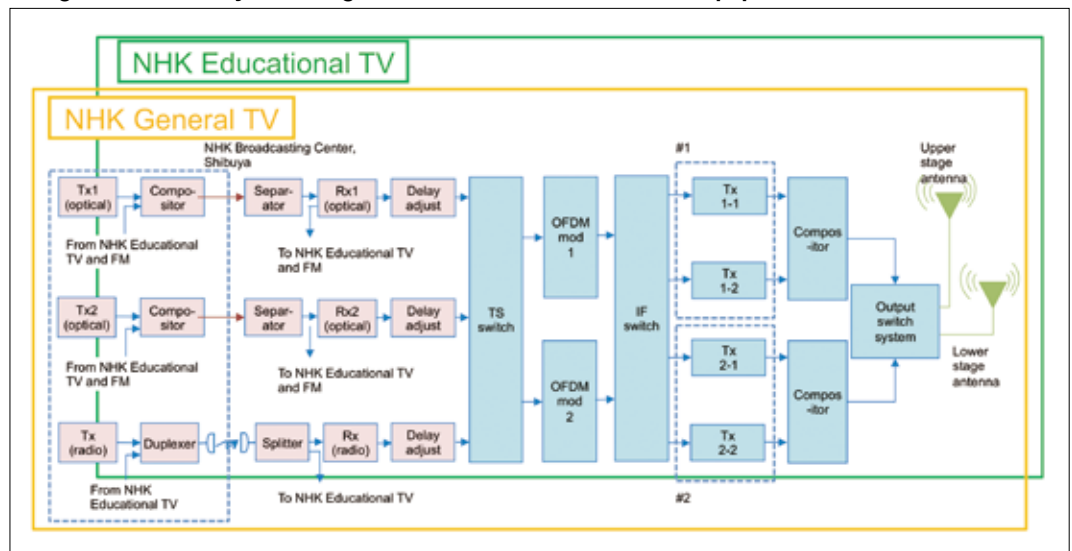 NHK Educational TV
NHK General TV
NHK Broadcasting Center,
Shibuya
#1
Upper
stage
antenna
Tx1
(optical)
Compo-
sitor
Separ-
ator
Rx1
(optical)
Delay
adjust
From NHK Educational
TV and FM
To NHK Educational TV
and FM
Tx2
(optical)
Compo-
sitor
Separ-
ator
Rx2
(optical)
Delay
adjust
From NHK Educational
TV and FM
To NHK Educational TV
and FM
Tx
(radio)
Duplexer
Splitter
Rx
(radio)
Delay
adjust
From NHK
Educational TV
To NHK Educational TV
TS
switch
OFDM
mod
1
OFDM
mod
2
IF
switch
Tx
1-1
Tx
1-2
Tx
2-1
Tx
2-2
#2
Compos
-itor
Compos
-itor
Output
switch
system
Lower
stage
antenna